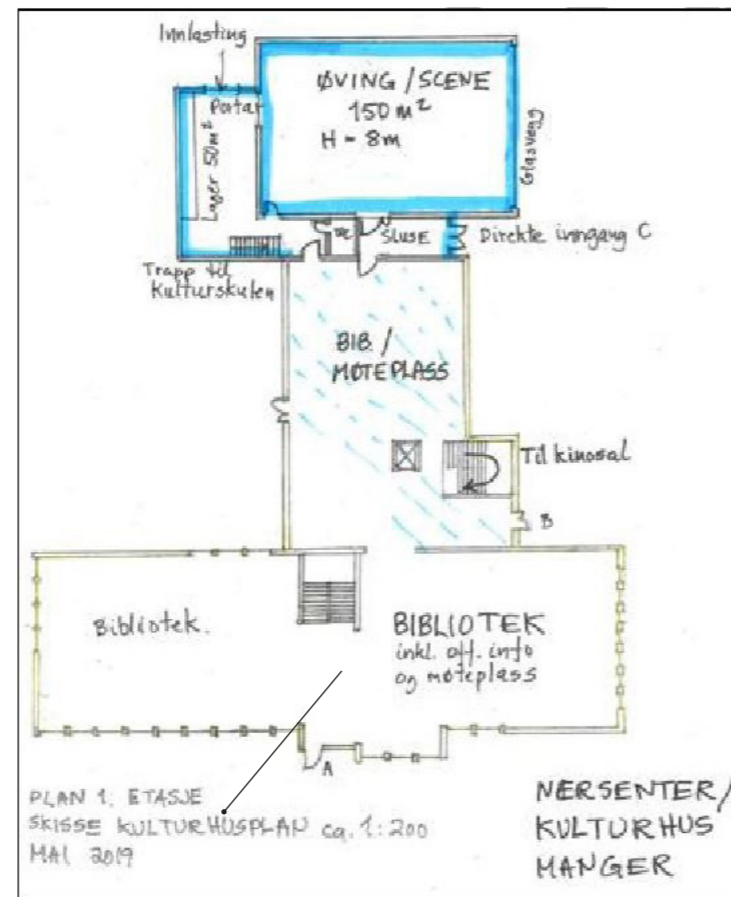 Innlasting
Portar
Lager 50m²
ØVING / SCENE
150 m²
H = 8m
Glasvegg
WC
SLUSE
Direkte inngang C
Trapp til
Kulturskulen
BIB. /
MØTEPLASS
Til kinosal
B
Bibliotek.
BIBLIOTEK
inkl. off. info
og møteplass
A
PLAN 1. ETASJE
SKISSE KULTURHUSPLAN ca. 1:200
MAI 2019
NÆRSENTER/
KULTURHUS
MANGER